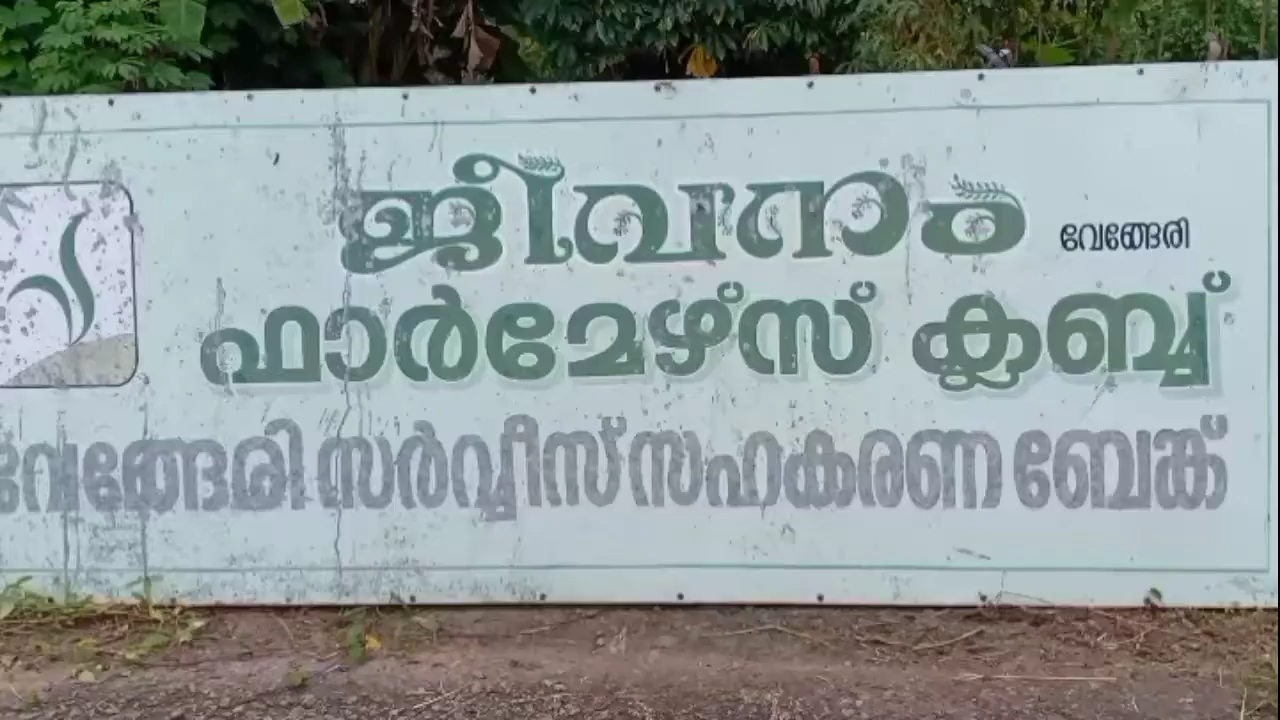 ജീവനം വേങ്ങേരി
ഫാർമേഴ്സ് ക്ലബ്ബ്
വേങ്ങേരി സർവ്വീസ് സഹകരണ ബേങ്ക്